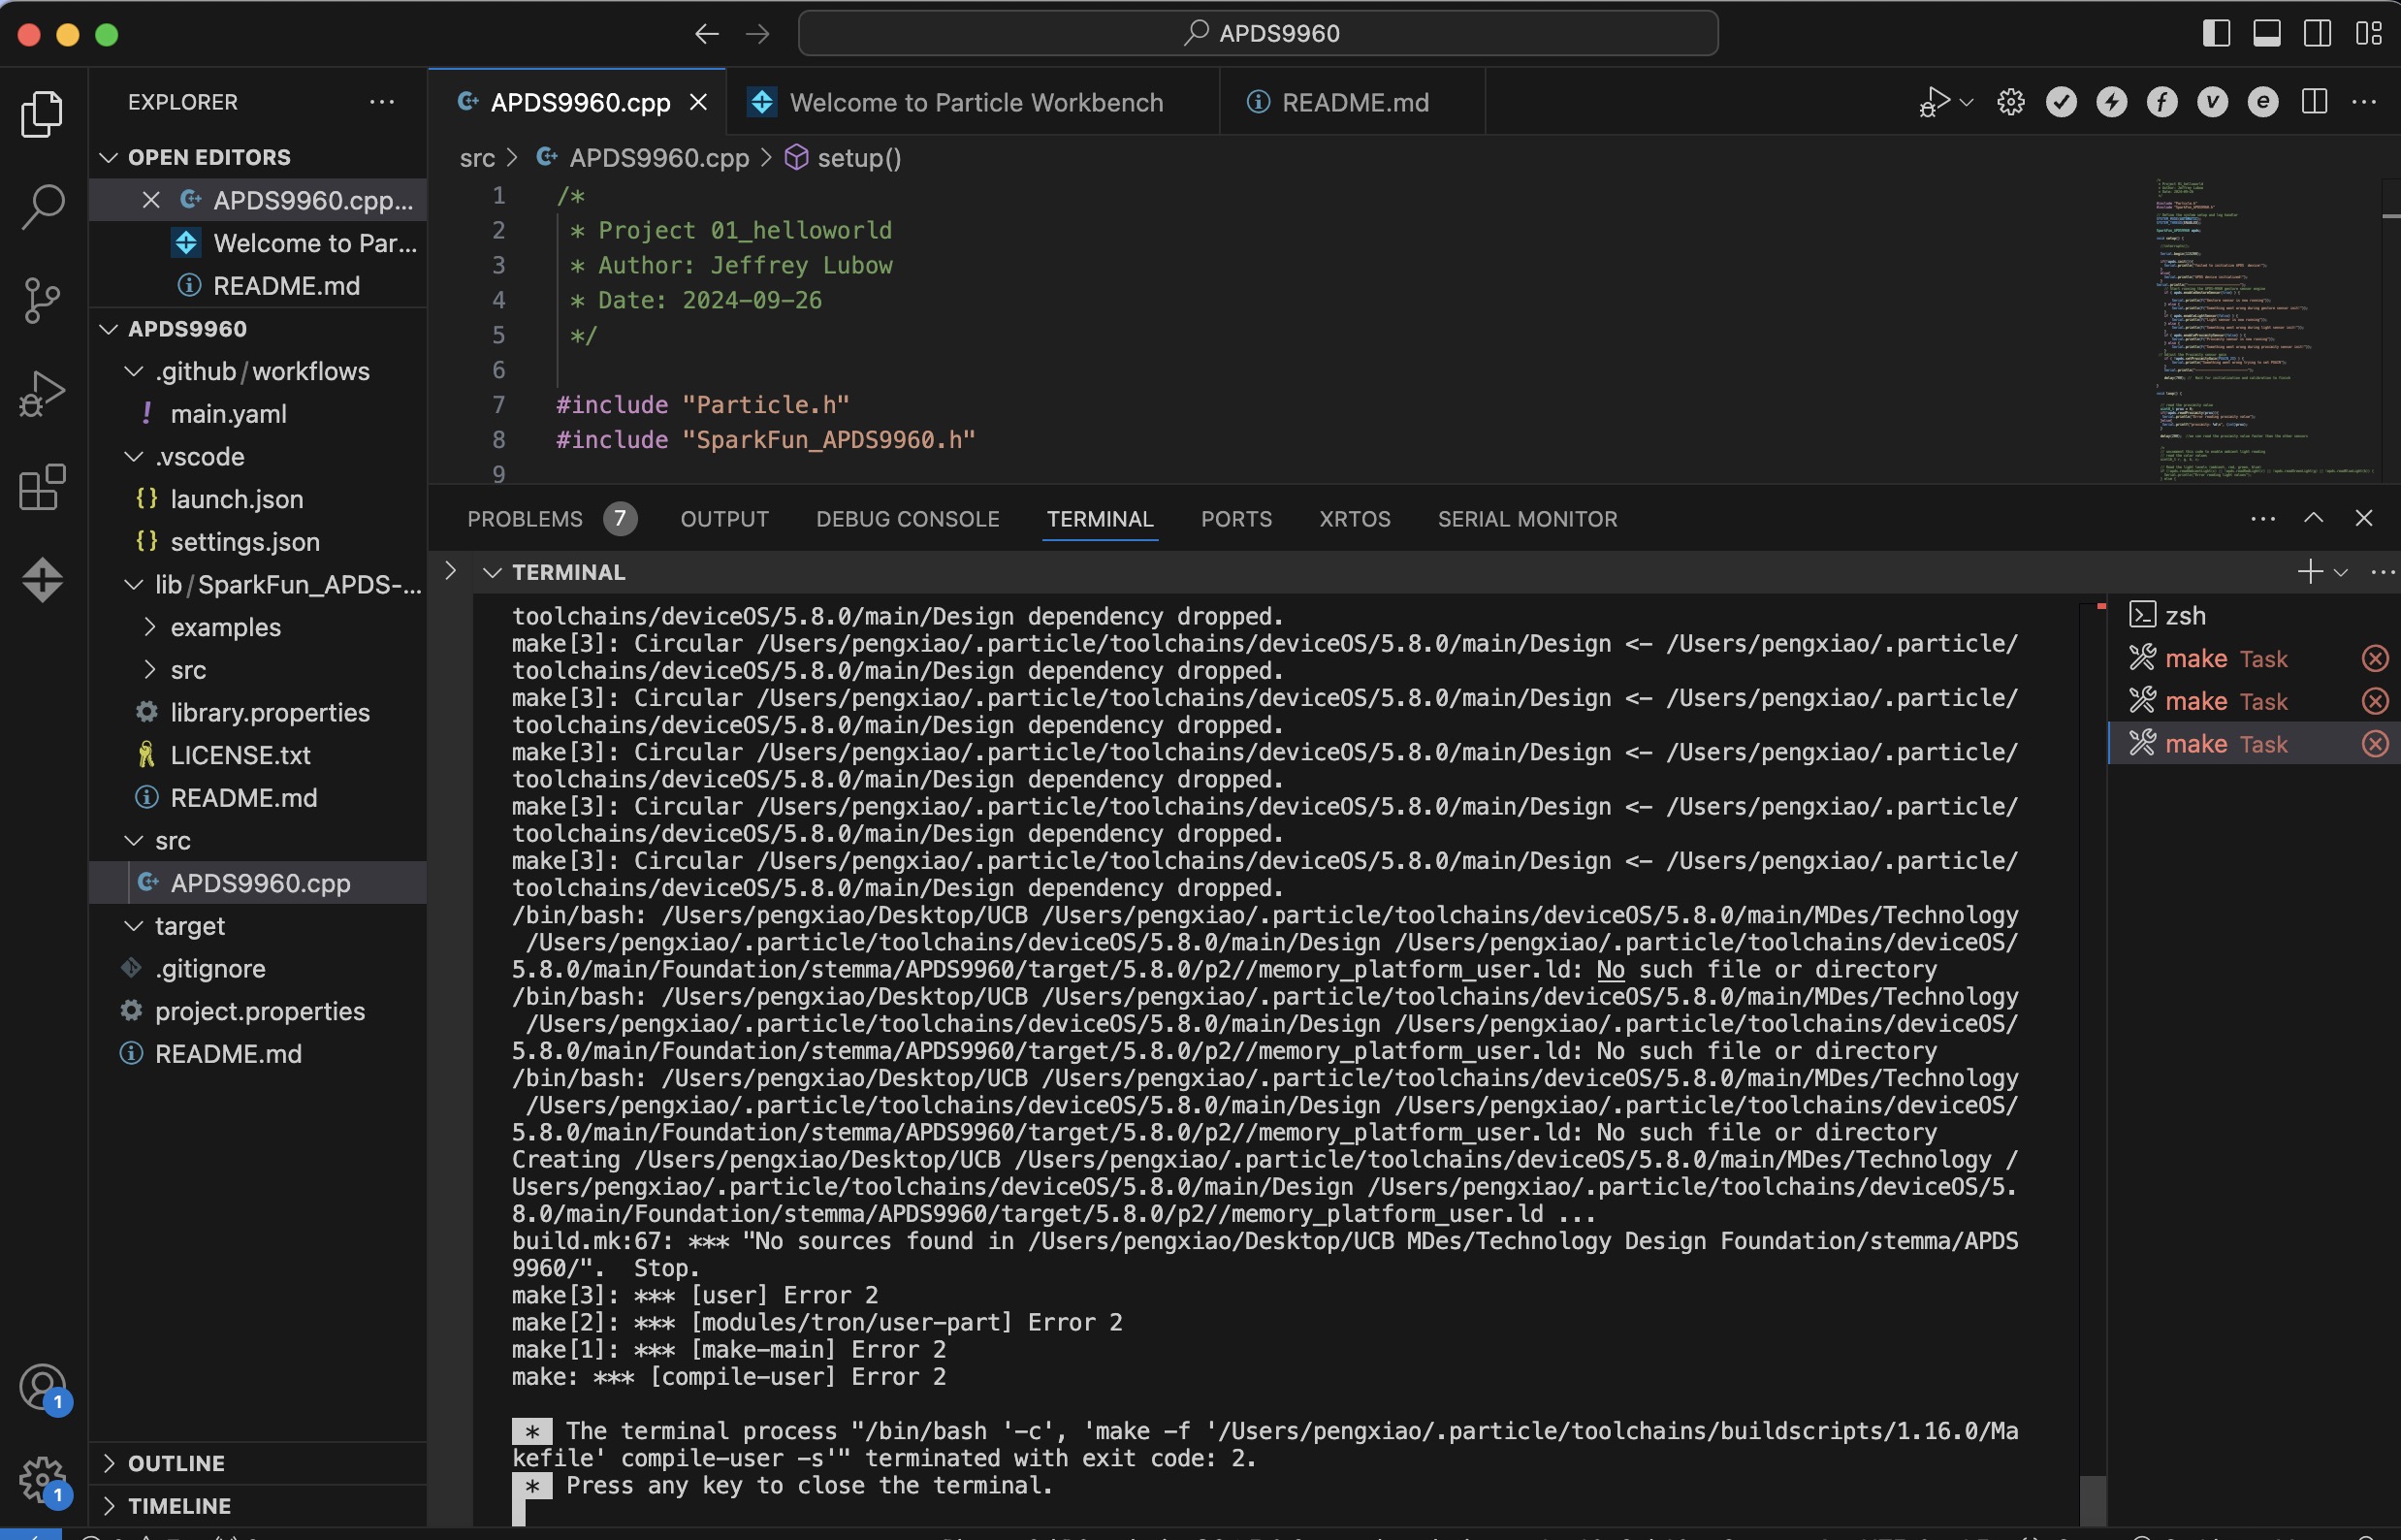 APDS9960
EXPLORER
OPEN EDITORS
APDS9960.cpp...
Welcome to Par...
README.md
APDS9960
.github/workflows
main.yaml
.vscode
launch.json
settings.json
lib/SparkFun_APDS-...
examples
src
library.properties
LICENSE.txt
README.md
src
APDS9960.cpp
target
.gitignore
project.properties
README.md
OUTLINE
TIMELINE
1
1
APDS9960.cpp
Welcome to Particle Workbench
README.md
src > APDS9960.cpp > setup()
1 /*
2 * Project 01_helloworld
3 * Author: Jeffrey Lubow
4 * Date: 2024-09-26
5 */
6
7 #include "Particle.h"
8 #include "SparkFun_APDS9960.h"
9
PROBLEMS 7 OUTPUT DEBUG CONSOLE TERMINAL PORTS XRTOS SERIAL MONITOR
TERMINAL
toolchains/deviceOS/5.8.0/main/Design dependency dropped.
make[3]: Circular /Users/pengxiao/.particle/toolchains/deviceOS/5.8.0/main/Design <- /Users/pengxiao/.particle/
toolchains/deviceOS/5.8.0/main/Design dependency dropped.
make[3]: Circular /Users/pengxiao/.particle/toolchains/deviceOS/5.8.0/main/Design <- /Users/pengxiao/.particle/
toolchains/deviceOS/5.8.0/main/Design dependency dropped.
make[3]: Circular /Users/pengxiao/.particle/toolchains/deviceOS/5.8.0/main/Design <- /Users/pengxiao/.particle/
toolchains/deviceOS/5.8.0/main/Design dependency dropped.
make[3]: Circular /Users/pengxiao/.particle/toolchains/deviceOS/5.8.0/main/Design <- /Users/pengxiao/.particle/
toolchains/deviceOS/5.8.0/main/Design dependency dropped.
make[3]: Circular /Users/pengxiao/.particle/toolchains/deviceOS/5.8.0/main/Design <- /Users/pengxiao/.particle/
toolchains/deviceOS/5.8.0/main/Design dependency dropped.
/bin/bash: /Users/pengxiao/Desktop/UCB /Users/pengxiao/.particle/toolchains/deviceOS/5.8.0/main/MDes/Technology
/Users/pengxiao/.particle/toolchains/deviceOS/5.8.0/main/Design /Users/pengxiao/.particle/toolchains/deviceOS/
5.8.0/main/Foundation/stemma/APDS9960/target/5.8.0/p2//memory_platform_user.ld: No such file or directory
/bin/bash: /Users/pengxiao/Desktop/UCB /Users/pengxiao/.particle/toolchains/deviceOS/5.8.0/main/MDes/Technology
/Users/pengxiao/.particle/toolchains/deviceOS/5.8.0/main/Design /Users/pengxiao/.particle/toolchains/deviceOS/
5.8.0/main/Foundation/stemma/APDS9960/target/5.8.0/p2//memory_platform_user.ld: No such file or directory
/bin/bash: /Users/pengxiao/Desktop/UCB /Users/pengxiao/.particle/toolchains/deviceOS/5.8.0/main/MDes/Technology
/Users/pengxiao/.particle/toolchains/deviceOS/5.8.0/main/Design /Users/pengxiao/.particle/toolchains/deviceOS/
5.8.0/main/Foundation/stemma/APDS9960/target/5.8.0/p2//memory_platform_user.ld: No such file or directory
Creating /Users/pengxiao/Desktop/UCB /Users/pengxiao/.particle/toolchains/deviceOS/5.8.0/main/MDes/Technology /
Users/pengxiao/.particle/toolchains/deviceOS/5.8.0/main/Design /Users/pengxiao/.particle/toolchains/deviceOS/5.
8.0/main/Foundation/stemma/APDS9960/target/5.8.0/p2//memory_platform_user.ld ...
build.mk:67: *** "No sources found in /Users/pengxiao/Desktop/UCB MDes/Technology Design Foundation/stemma/APDS
9960/".  Stop.
make[3]: *** [user] Error 2
make[2]: *** [modules/tron/user-part] Error 2
make[1]: *** [make-main] Error 2
make: *** [compile-user] Error 2
* The terminal process "/bin/bash '-c', 'make -f '/Users/pengxiao/.particle/toolchains/buildscripts/1.16.0/Ma
kefile' compile-user -s'" terminated with exit code: 2.
* Press any key to close the terminal.
zsh
make Task
make Task
make Task